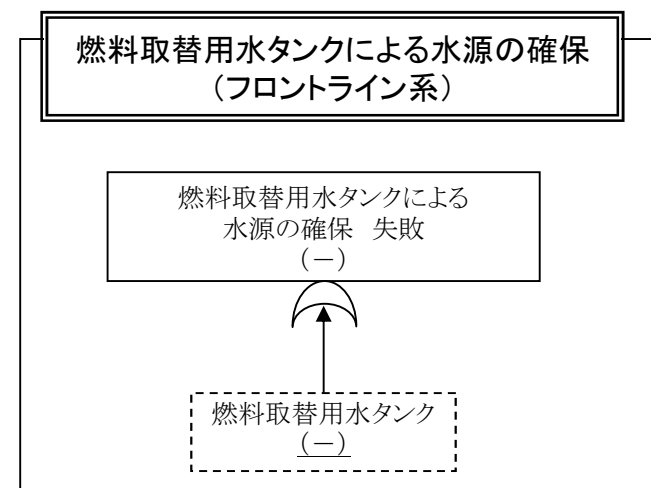 燃料取替用水タンクによる水源の確保
（フロントライン系）
燃料取替用水タンクによる
水源の確保　失敗
（－）
燃料取替用水タンク
（－）